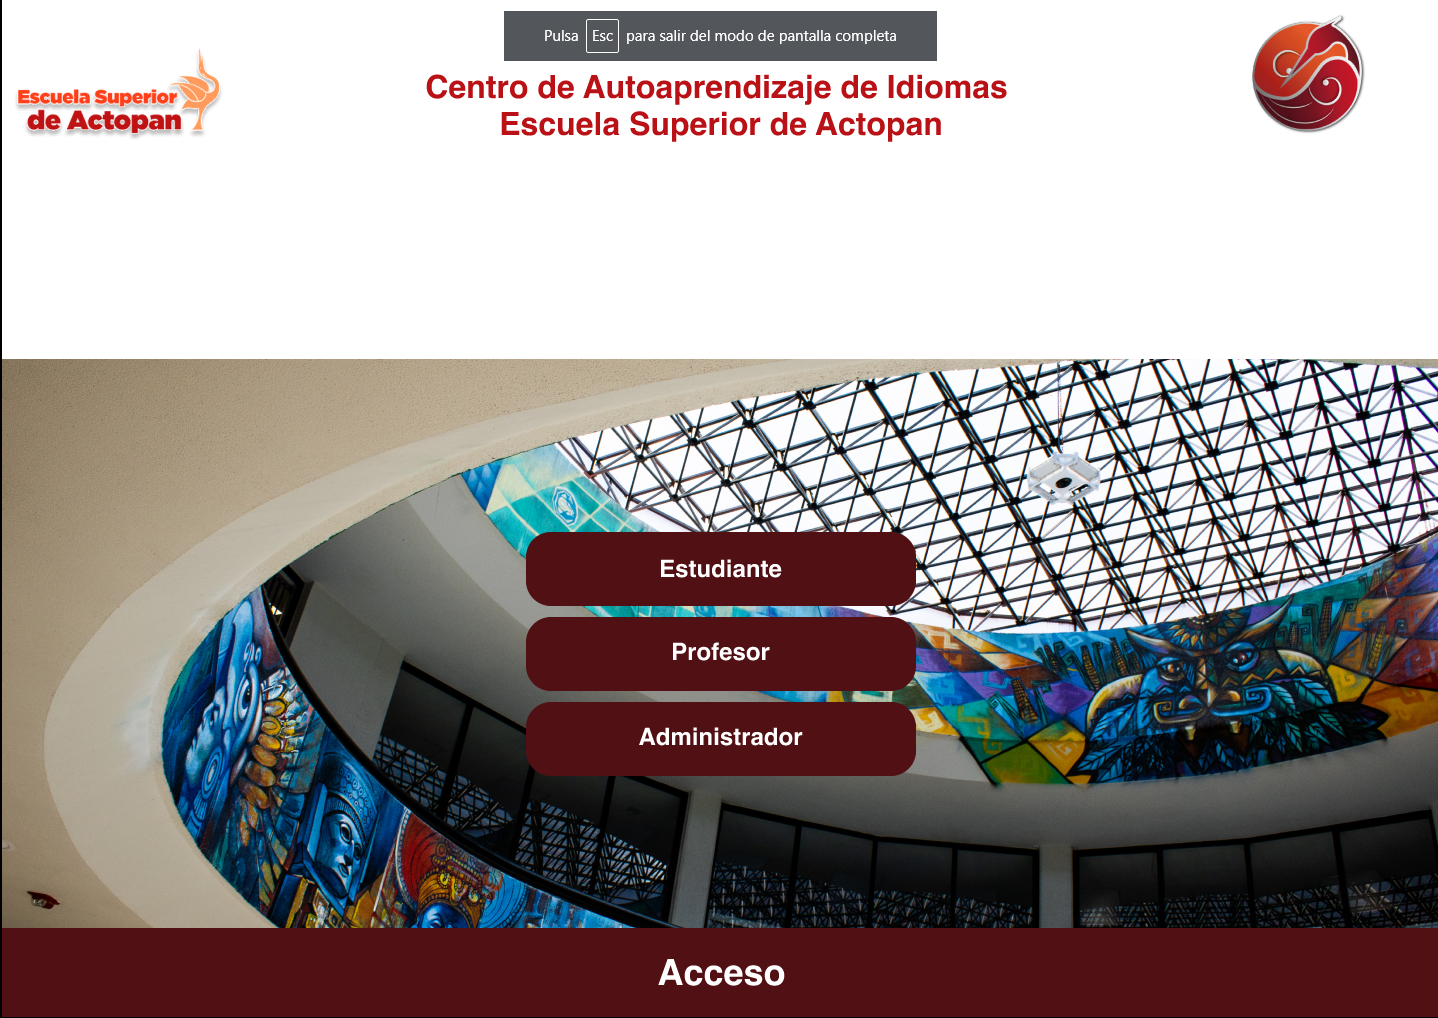 Pulsa Esc para salir del modo de pantalla completa
Escuela Superior
de Actopan
Centro de Autoaprendizaje de Idiomas
Escuela Superior de Actopan
Estudiante
Profesor
Administrador
Acceso